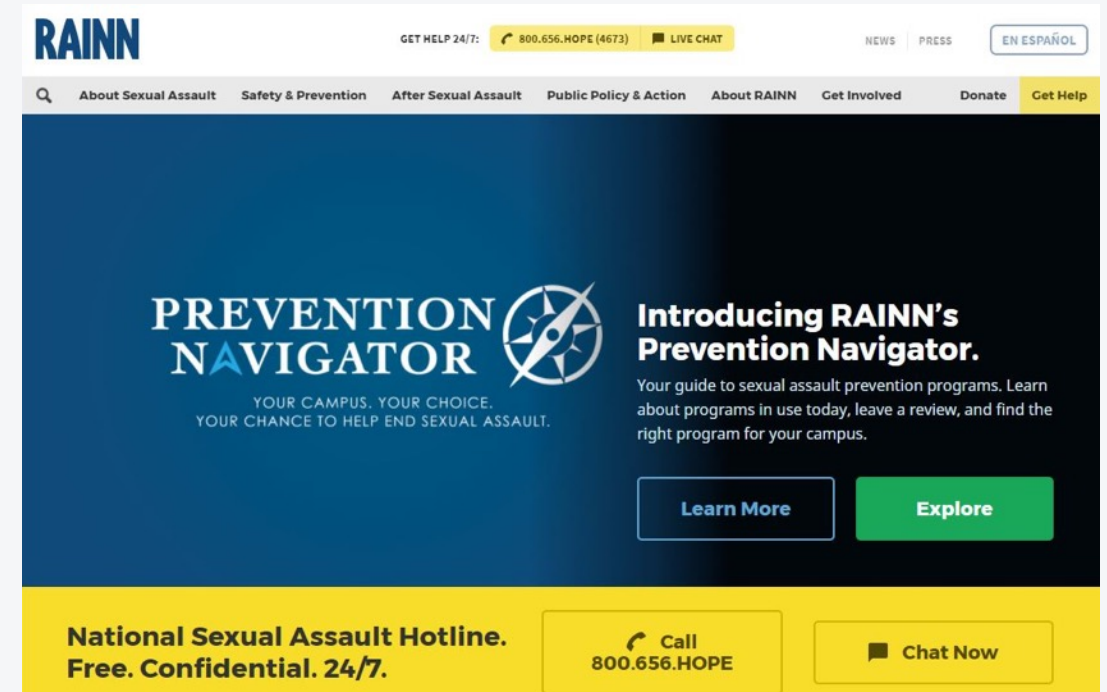 RAINN
GET HELP 24/7: 800.656.HOPE (4673) LIVE CHAT
NEWS PRESS EN ESPAÑOL
About Sexual Assault Safety & Prevention After Sexual Assault Public Policy & Action About RAINN Get Involved Donate Get Help
PREVENTION
NAVIGATOR
YOUR CAMPUS. YOUR CHOICE.
YOUR CHANCE TO HELP END SEXUAL ASSAULT.
Introducing RAINN’s
Prevention Navigator.
Your guide to sexual assault prevention programs. Learn
about programs in use today, leave a review, and find the
right program for your campus.
Learn More Explore
National Sexual Assault Hotline.
Free. Confidential. 24/7.
Call
800.656.HOPE
Chat Now